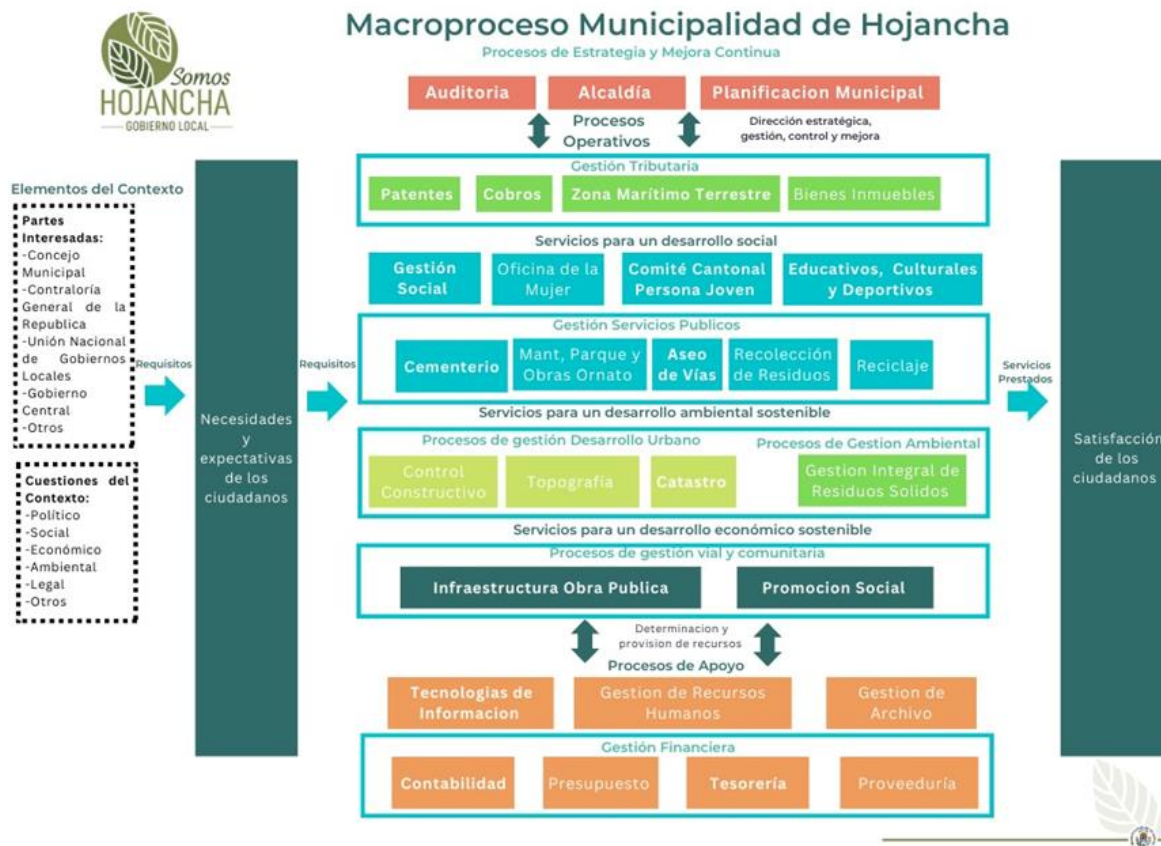 Macroproceso Municipalidad de Hojancha
Procesos de Estrategia y Mejora Continua
Somos
HOJANCHA
GOBIERNO LOCAL
Auditoria
Alcaldía
Planificacion Municipal
Procesos
Operativos
Dirección estratégica,
gestión, control y mejora
Elementos del Contexto
Partes
Interesadas:
-Concejo
Municipal
-Contraloría
General de la
Republica
-Unión Nacional
de Gobiernos
Locales
-Gobierno
Central
-Otros
Cuestiones del
Contexto:
-Político
-Social
-Económico
-Ambiental
-Legal
-Otros
Requisitos
Necesidades
y
expectativas
de los
ciudadanos
Requisitos
Gestión Tributaria
Patentes
Cobros
Zona Marítimo Terrestre
Bienes Inmuebles
Servicios para un desarrollo social
Gestión
Social
Oficina de la
Mujer
Comité Cantonal
Persona Joven
Educativos, Culturales
y Deportivos
Gestión Servicios Publicos
Cementerio
Mant, Parque y
Obras Ornato
Aseo
de Vías
Recolección
de Residuos
Reciclaje
Servicios para un desarrollo ambiental sostenible
Procesos de gestión Desarrollo Urbano
Control
Constructivo
Topografía
Catastro
Procesos de Gestion Ambiental
Gestion Integral de
Residuos Solidos
Servicios para un desarrollo económico sostenible
Procesos de gestión vial y comunitaria
Infraestructura Obra Publica
Promocion Social
Determinacion y
provision de recursos
Procesos de Apoyo
Tecnologías de
Informacion
Gestion de Recursos
Humanos
Gestion de
Archivo
Gestión Financiera
Contabilidad
Presupuesto
Tesorería
Proveeduría
Servicios
Prestados
Satisfacción
de los
ciudadanos